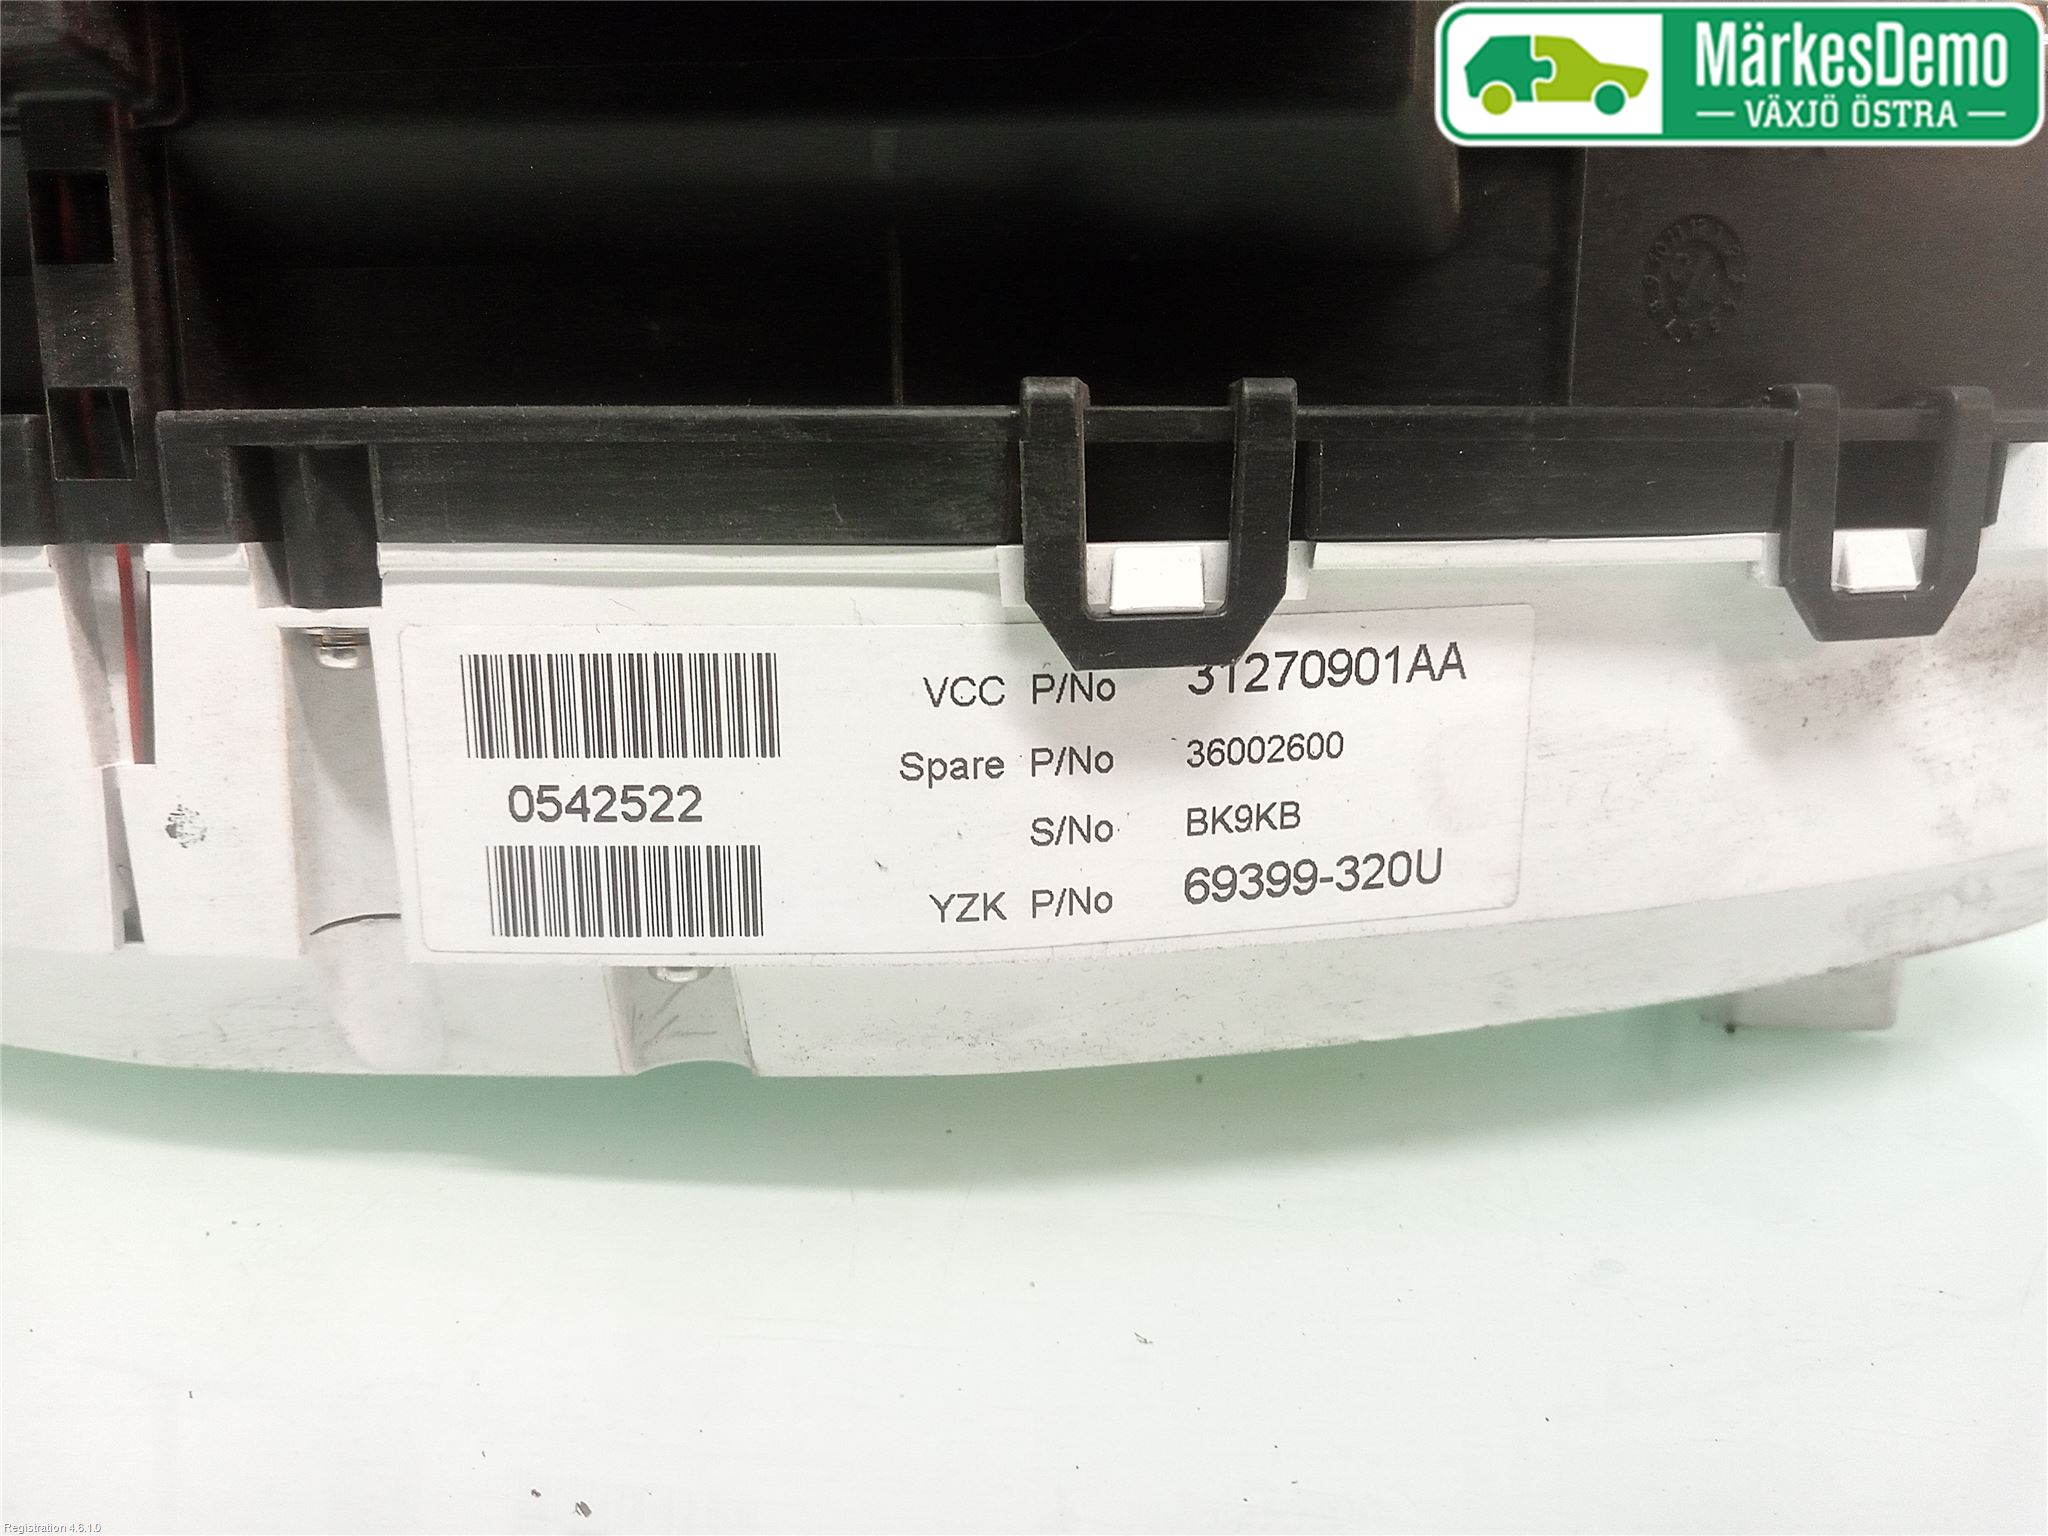 MärkesDemo
VÄXJÖ ÖSTRA
VCC P/No 31270901AA
Spare P/No 36002600
0542522
S/No BK9KB
YZK P/No 69399-320U
Registration 4.6.1.0